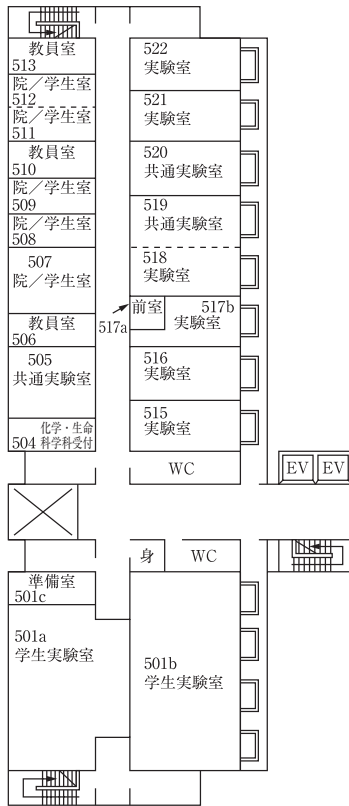 教員室
513
院／学生室
512
院／学生室
511
教員室
510
院／学生室
509
院／学生室
508
507
院／学生室
教員室
506
505
共通実験室
化学・生命
504 科学科受付
522
実験室
521
実験室
520
共通実験室
519
共通実験室
518
実験室
前室
517a
517b
実験室
516
実験室
515
実験室
WC
EV
EV
身
WC
準備室
501c
501a
学生実験室
501b
学生実験室